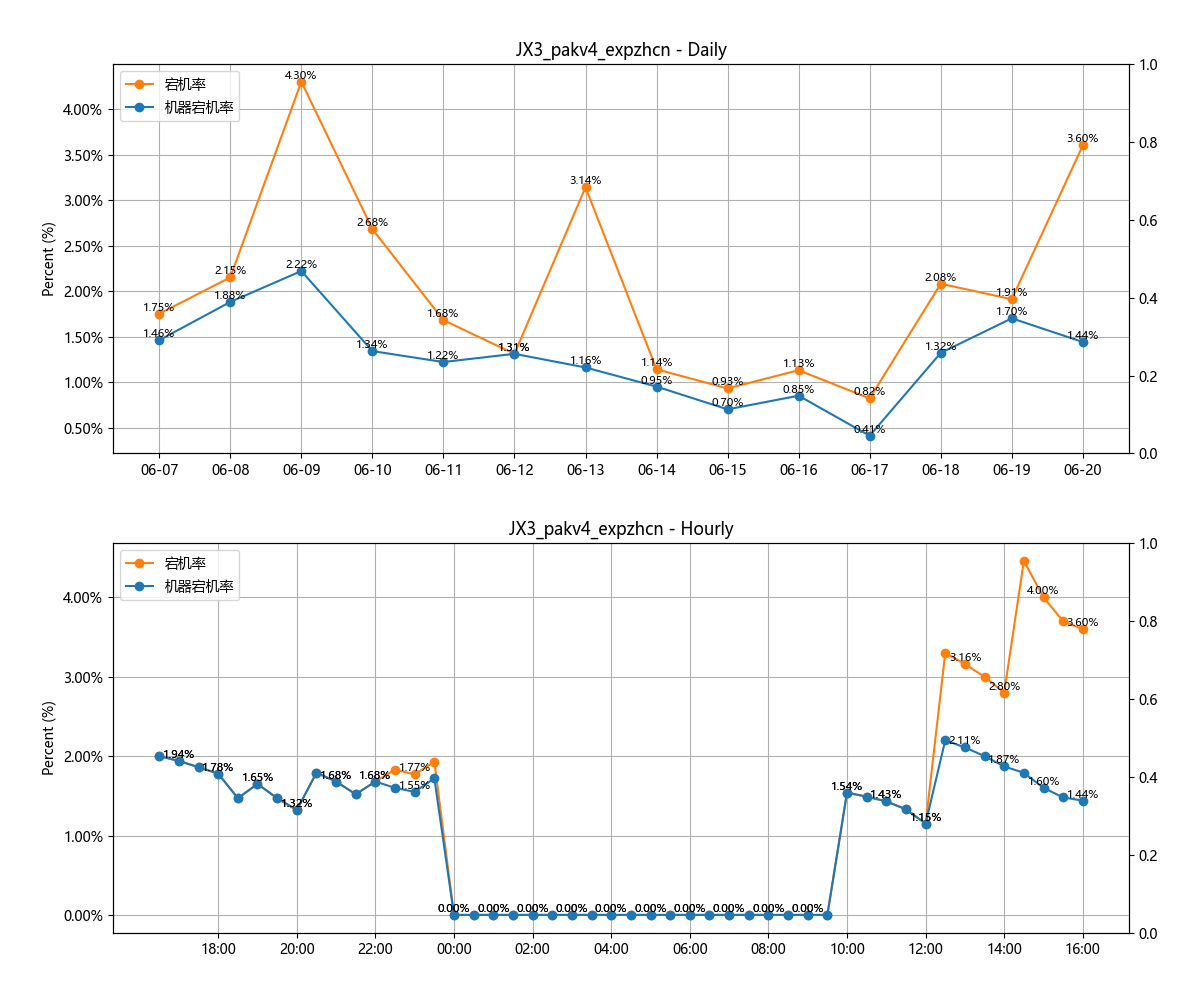 JX3_pakv4_expzhcn - Daily
宕机率
机器宕机率
Percent (%)
4.00%
3.50%
3.00%
2.50%
2.00%
1.50%
1.00%
0.50%
1.0
0.8
0.6
0.4
0.2
0.0
1.75% 2.15% 4.30% 2.68% 1.68% 1.31% 3.14% 1.14% 0.93% 1.13% 0.82% 2.08% 1.91% 3.60%
1.46% 1.88% 2.22% 1.34% 1.22% 1.31% 1.16% 0.95% 0.70% 0.85% 0.41% 1.32% 1.70% 1.44%
06-07 06-08 06-09 06-10 06-11 06-12 06-13 06-14 06-15 06-16 06-17 06-18 06-19 06-20
JX3_pakv4_expzhcn - Hourly
宕机率
机器宕机率
Percent (%)
4.00%
3.00%
2.00%
1.00%
0.00%
1.0
0.8
0.6
0.4
0.2
0.0
1.94% 1.78% 1.65% 1.32% 1.68% 1.68% 1.77% 0.00% 0.00% 0.00% 0.00% 0.00% 0.00% 0.00% 0.00% 0.00% 0.00% 1.54% 1.43% 1.15% 3.16% 2.80% 4.00% 3.60%
1.55% 2.11% 1.87% 1.60% 1.44%
18:00 20:00 22:00 00:00 02:00 04:00 06:00 08:00 10:00 12:00 14:00 16:00